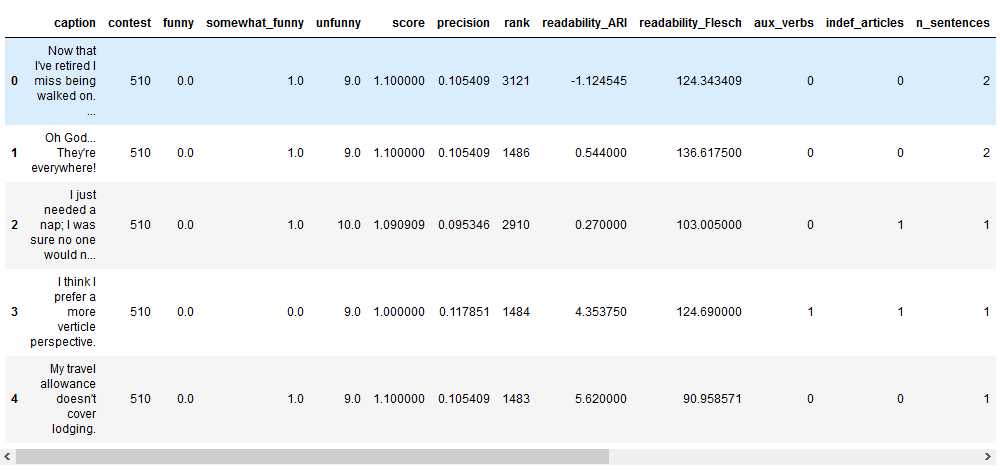 caption contest funny somewhat_funny unfunny score precision rank readability_ARI readability_Flesch aux_verbs indef_articles n_sentences
Now that
I've retired I
0 miss being 510 0.0 1.0 9.0 1.100000 0.105409 3121 -1.124545 124.343409 0 0 2
walked on.
...
Oh God...
1 They're 510 0.0 1.0 9.0 1.100000 0.105409 1486 0.544000 136.617500 0 0 2
everywhere!
I just
needed a
2 nap; I was 510 0.0 1.0 10.0 1.090909 0.095346 2910 0.270000 103.005000 0 1 1
sure no one
would n...
I think I
prefer a
3 more 510 0.0 0.0 9.0 1.000000 0.117851 1484 4.353750 124.690000 1 1 1
verticle
perspective.
My travel
allowance
4 doesn't 510 0.0 1.0 9.0 1.100000 0.105409 1483 5.620000 90.958571 0 0 1
cover
lodging.